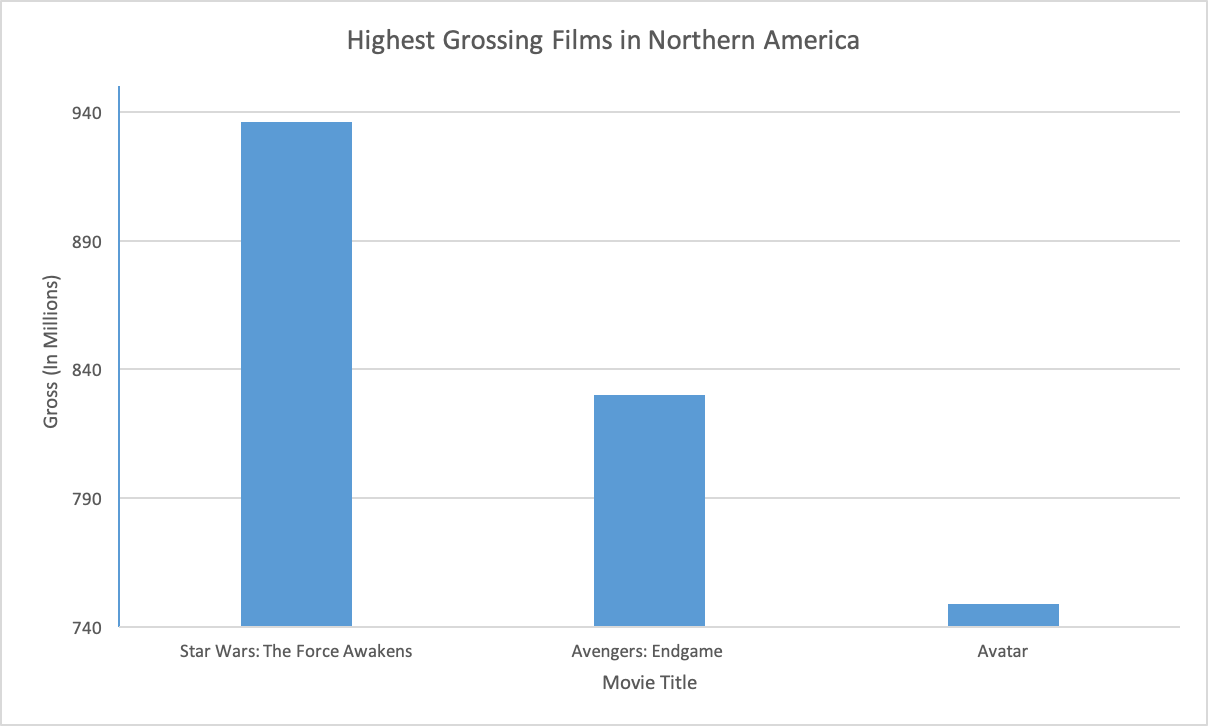 Highest Grossing Films in Northern America
Gross (In Millions)
940
890
840
790
740
Star Wars: The Force Awakens
Avengers: Endgame
Avatar
Movie Title